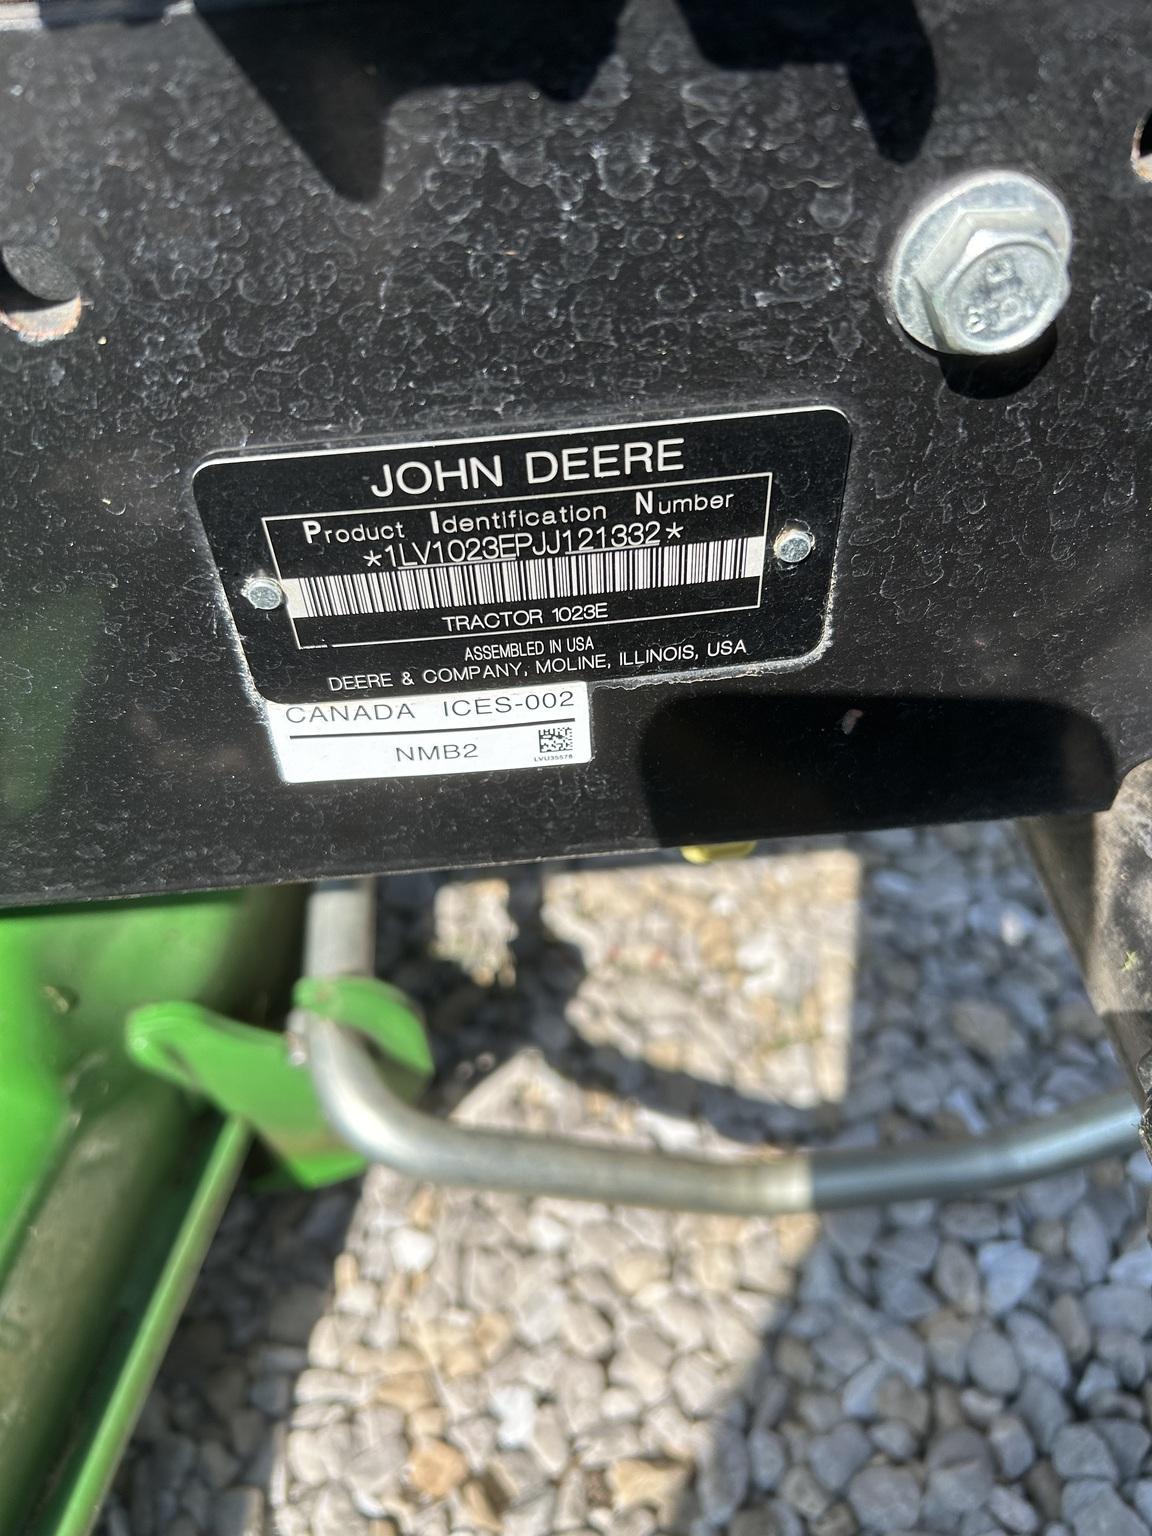 JOHN DEERE
Product Identification Number
*1LV1023EPJJ121332*
TRACTOR 1023E
ASSEMBLED IN USA
DEERE & COMPANY, MOLINE, ILLINOIS, USA
CANADA ICES-002
NMB2
LVU35578